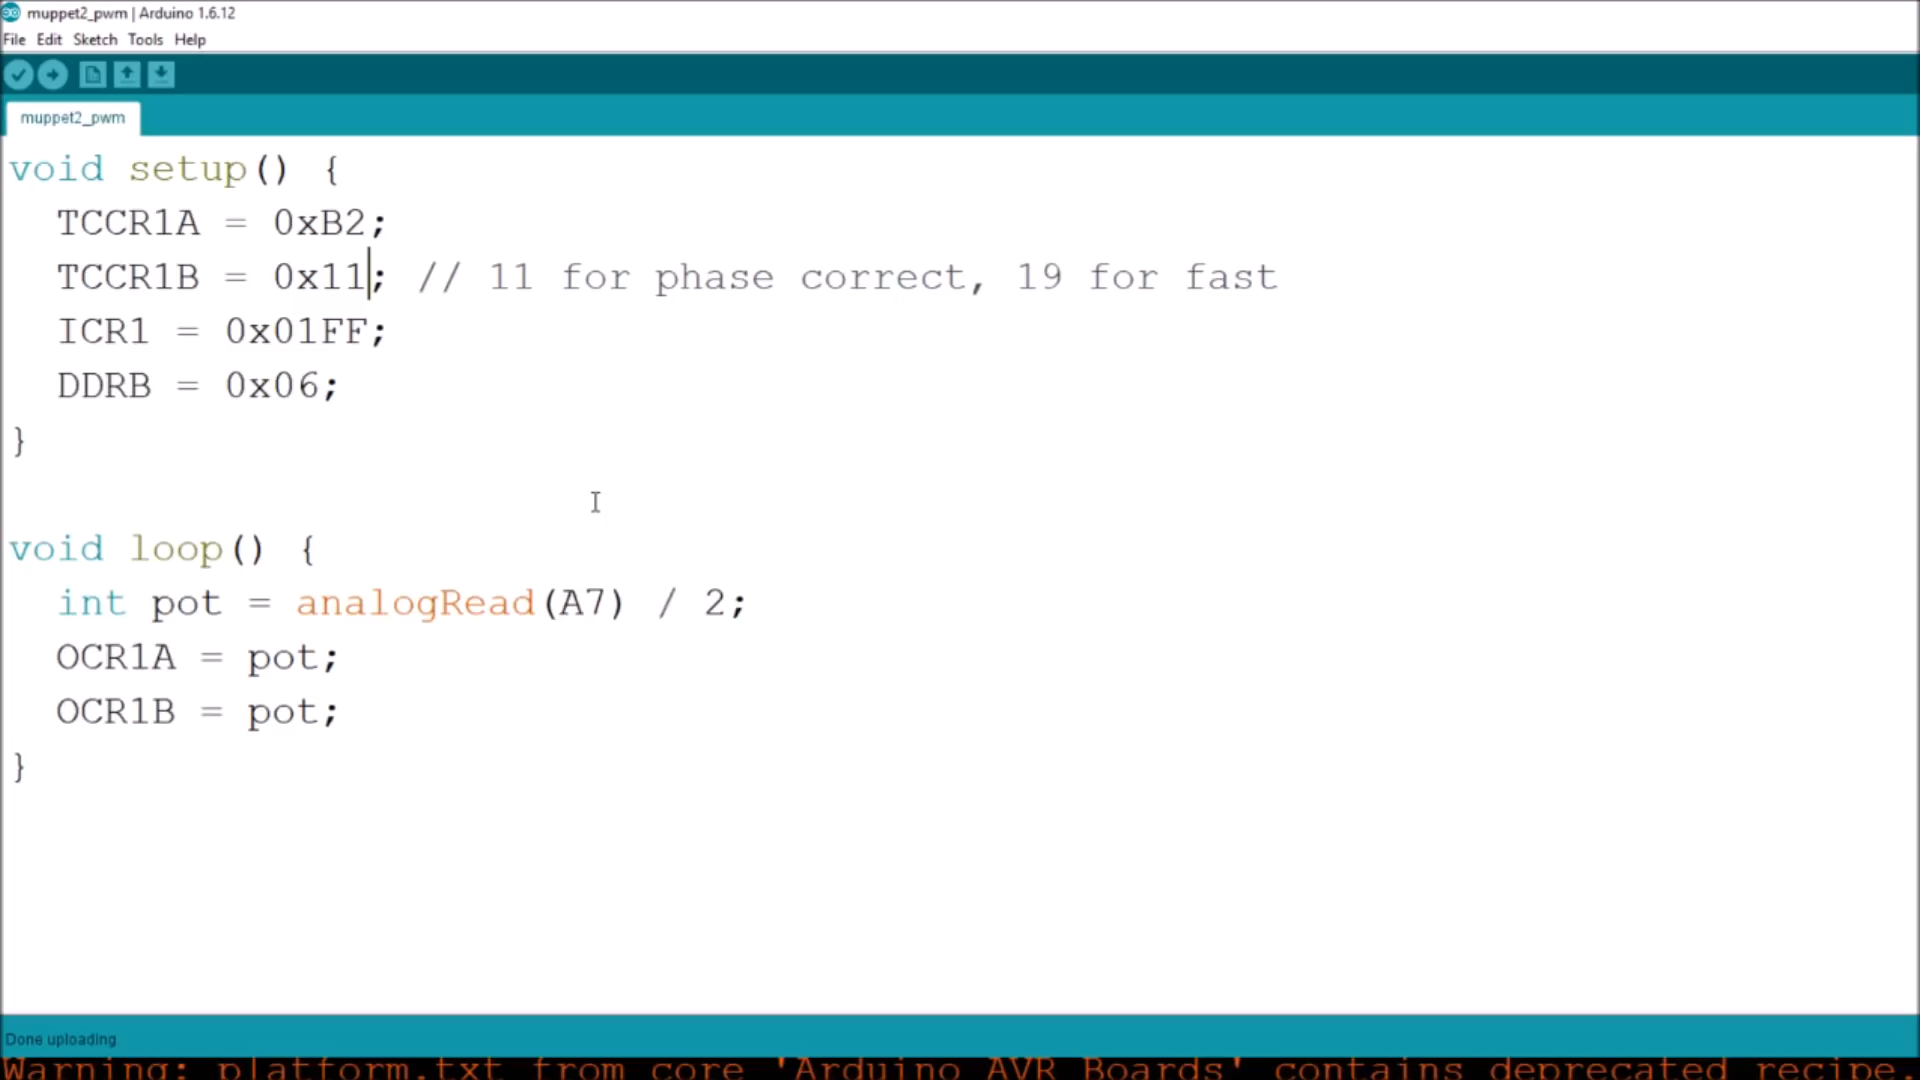 muppet2_pwm | Arduino 1.6.12
File Edit Sketch Tools Help
muppet2_pwm
void setup() {
TCCR1A = 0xB2;
TCCR1B = 0x11; // 11 for phase correct, 19 for fast
ICR1 = 0x01FF;
DDRB = 0x06;
}
void loop() {
int pot = analogRead(A7) / 2;
OCR1A = pot;
OCR1B = pot;
}
Done uploading
Warning: platform.txt from core 'Arduino AVR Boards' contains deprecated recipe.